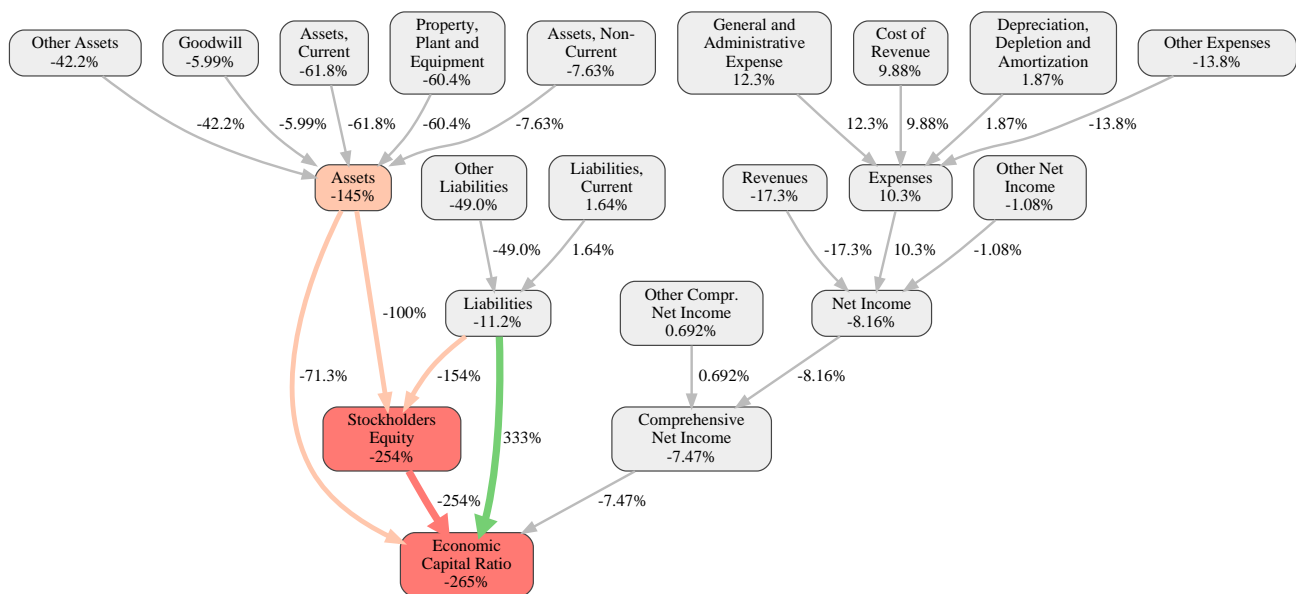 Other Assets
-42.2%
Goodwill
-5.99%
Assets,
Current
-61.8%
Property,
Plant and
Equipment
-60.4%
Assets, Non-
Current
-7.63%
General and
Administrative
Expense
12.3%
Cost of
Revenue
9.88%
Depreciation,
Depletion and
Amortization
1.87%
Other Expenses
-13.8%
-42.2%
-5.99%
-61.8%
-60.4%
-7.63%
12.3%
9.88%
1.87%
-13.8%
Assets
-145%
Other
Liabilities
-49.0%
Liabilities,
Current
1.64%
Revenues
-17.3%
Expenses
10.3%
Other Net
Income
-1.08%
-49.0%
1.64%
-17.3%
10.3%
-1.08%
Liabilities
-11.2%
Other Compr.
Net Income
0.692%
Net Income
-8.16%
-100%
-71.3%
-154%
0.692%
-8.16%
Stockholders
Equity
-254%
333%
Comprehensive
Net Income
-7.47%
-254%
-7.47%
Economic
Capital Ratio
-265%